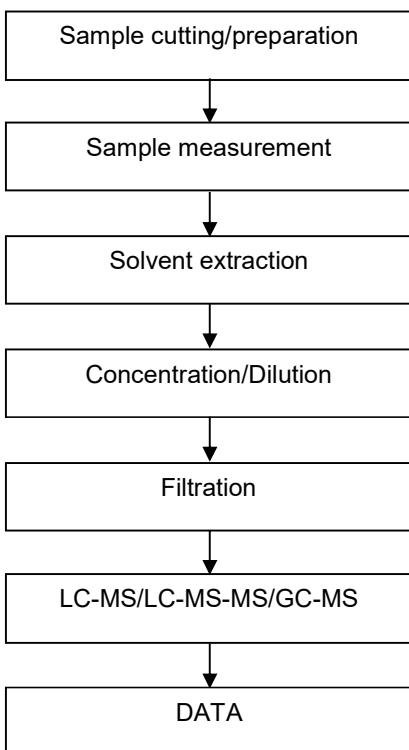 Sample cutting/preparation
Sample measurement
Solvent extraction
Concentration/Dilution
Filtration
LC-MS/LC-MS-MS/GC-MS
DATA